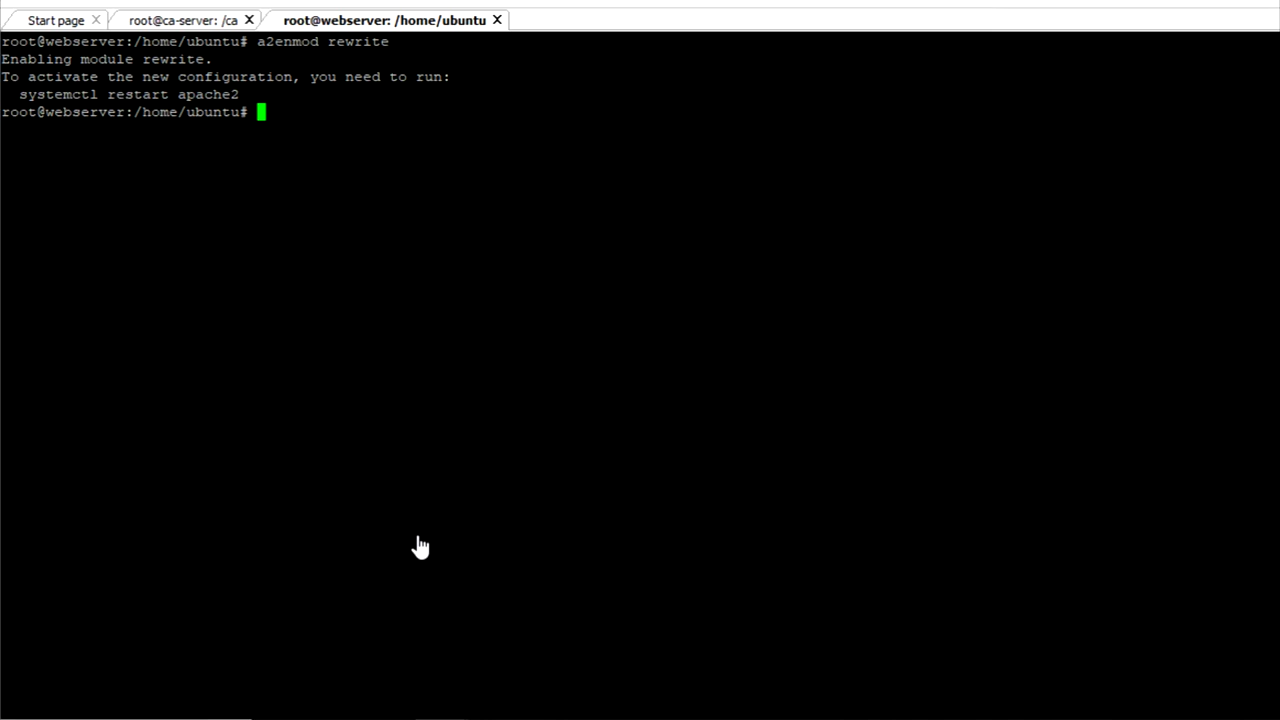 Start page
root@ca-server: /ca
root@webserver: /home/ubuntu
root@webserver:/home/ubuntu# a2enmod rewrite
Enabling module rewrite.
To activate the new configuration, you need to run:
  systemctl restart apache2
root@webserver:/home/ubuntu#